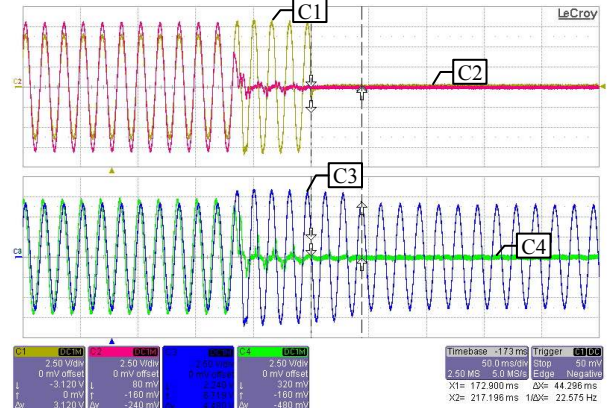 C1
LeCroy
C2
C2
C3
C3
C4
C1 DC1M
2.50 V/div
0 mV offset
-3.120 V
0 mV
Δy 3.120 V
C2 DC1M
2.50 V/div
0 mV offset
80 mV
-160 mV
Δy -240 mV
C4 DC1M
2.50 V/div
0 mV offset
320 mV
-160 mV
Δy -480 mV
Timebase -173 ms
50.0 ms/div
2.50 MS 5.0 MS/s
Trigger C1 DC
Stop 50 mV
Edge Negative
X1= 172.900 ms ΔX= 44.296 ms
X2= 217.196 ms 1/ΔX= 22.575 Hz